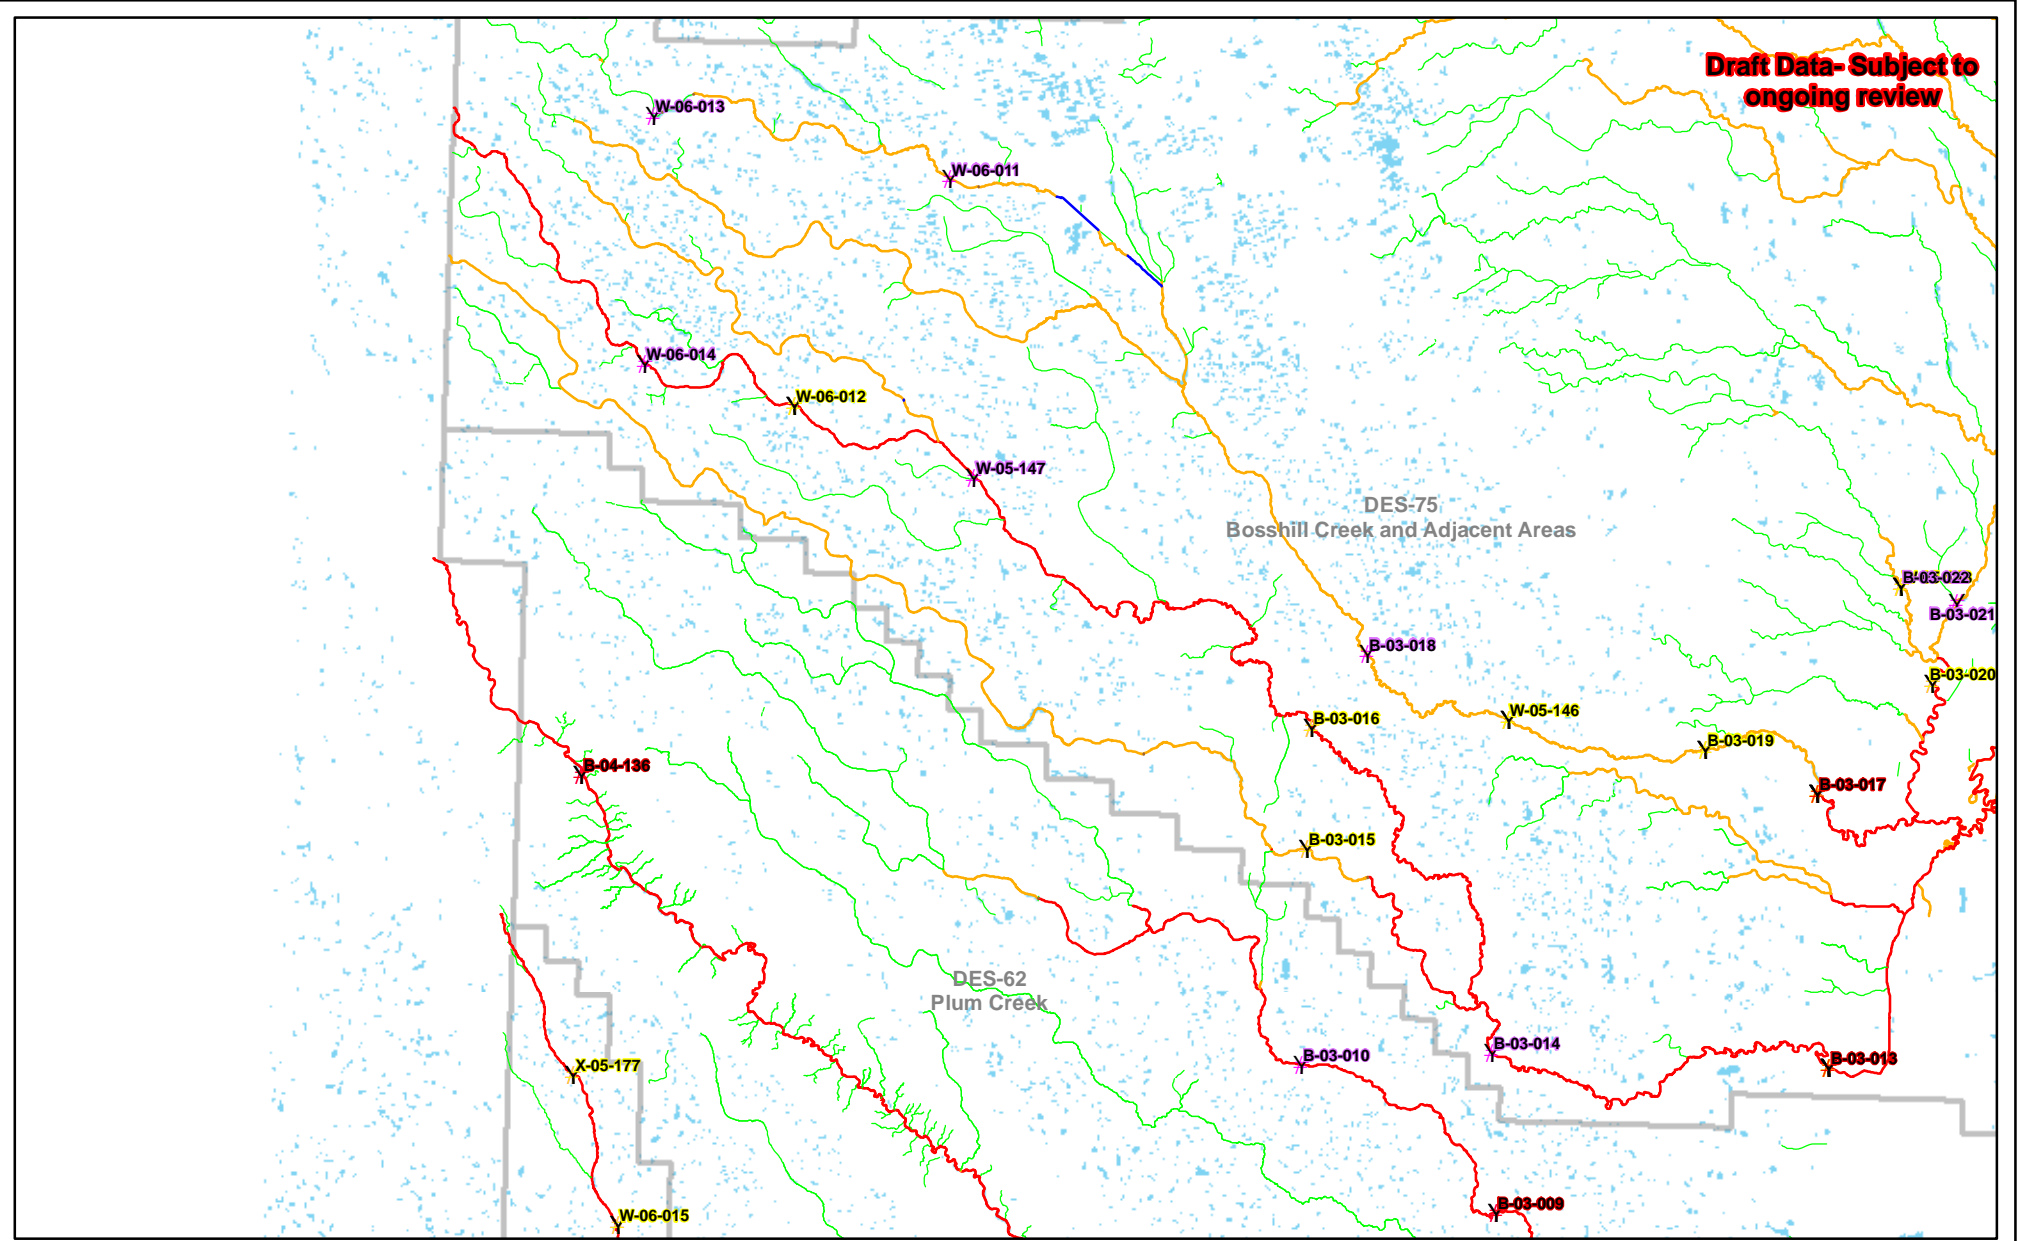 Draft Data- Subject to
ongoing review
W-06-013
W-06-011
W-06-014
W-06-012
W-05-147
DES-75
Bosshill Creek and Adjacent Areas
B-03-022
B-03-021
B-03-018
B-03-020
W-05-146
B-03-016
B-03-019
B-04-136
B-03-017
B-03-015
DES-62
Plum Creek
B-03-014
B-03-010
B-03-013
X-05-177
B-03-009
W-06-015